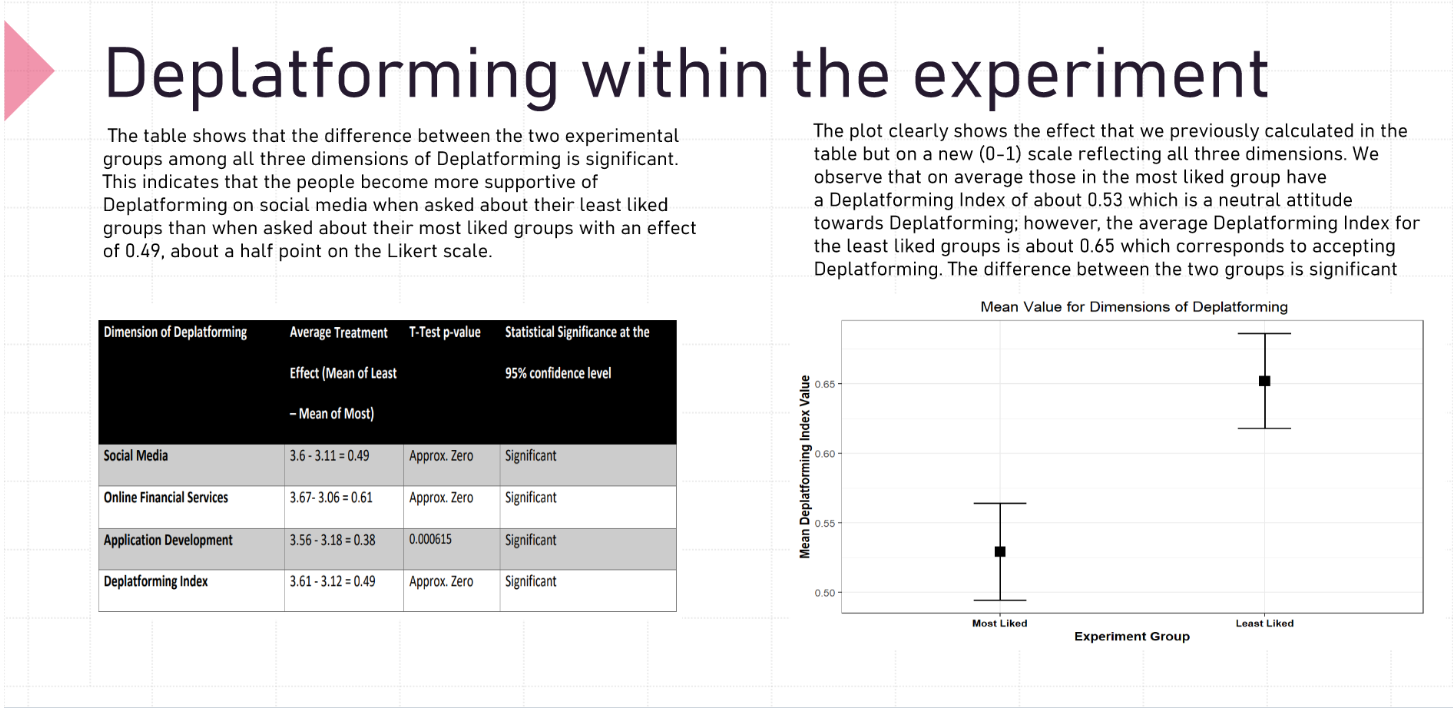 Deplatforming within the experiment
The table shows that the difference between the two experimental
groups among all three dimensions of Deplatforming is significant.
This indicates that the people become more supportive of
Deplatforming on social media when asked about their least liked
groups than when asked about their most liked groups with an effect
of 0.49, about a half point on the Likert scale.
The plot clearly shows the effect that we previously calculated in the
table but on a new (0-1) scale reflecting all three dimensions. We
observe that on average those in the most liked group have
a Deplatforming Index of about 0.53 which is a neutral attitude
towards Deplatforming; however, the average Deplatforming Index for
the least liked groups is about 0.65 which corresponds to accepting
Deplatforming. The difference between the two groups is significant
Dimension of Deplatforming Average Treatment T-Test p-value Statistical Significance at the
Effect (Mean of Least 95% confidence level
– Mean of Most)
Social Media 3.6 - 3.11 = 0.49 Approx. Zero Significant
Online Financial Services 3.67- 3.06 = 0.61 Approx. Zero Significant
Application Development 3.56 - 3.18 = 0.38 0.000615 Significant
Deplatforming Index 3.61 - 3.12 = 0.49 Approx. Zero Significant
Mean Value for Dimensions of Deplatforming
Mean Deplatforming Index Value
0.65
0.60
0.55
0.50
Most Liked Least Liked
Experiment Group